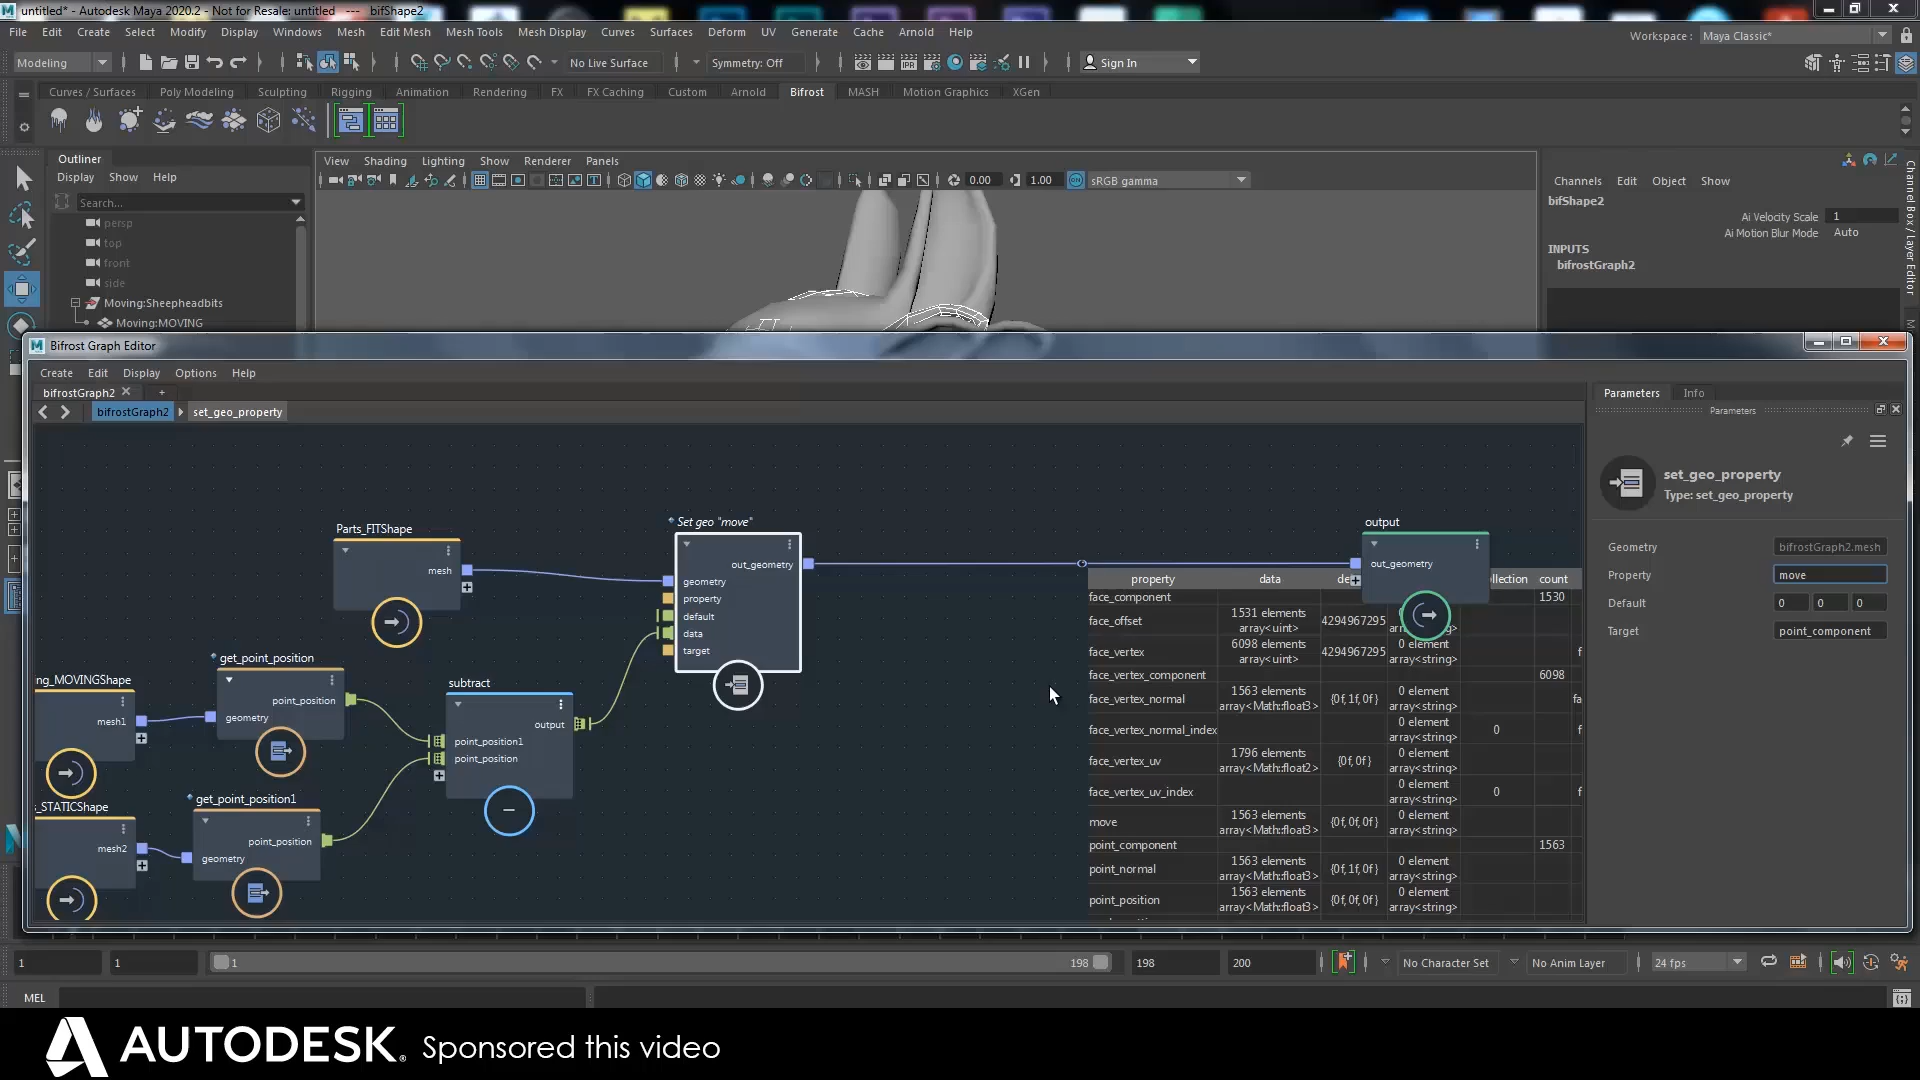 untitled* - Autodesk Maya 2020.2 - Not for Resale: untitled --- bifShape2
File Edit Create Select Modify Display Windows Mesh Edit Mesh Mesh Tools Mesh Display Curves Surfaces Deform UV Generate Cache Arnold Help
Workspace : Maya Classic*
Modeling No Live Surface Symmetry: Off IPR Sign In
Curves / Surfaces Poly Modeling Sculpting Rigging Animation Rendering FX FX Caching Custom Arnold Bifrost MASH Motion Graphics XGen
Outliner
Display Show Help
Search...
persp
top
front
side
Moving:Sheepheadbits
Moving:MOVING
View Shading Lighting Show Renderer Panels
0.00 1.00 sRGB gamma
Channels Edit Object Show
bifShape2
Ai Velocity Scale 1
Ai Motion Blur Mode Auto
INPUTS
bifrostGraph2
Channel Box / Layer Editor
Bifrost Graph Editor
Create Edit Display Options Help
bifrostGraph2
bifrostGraph2 set_geo_property
Parts_FITShape
mesh
Set geo "move"
out_geometry
geometry
property
default
data
target
output
out_geometry
get_point_position
point_position
geometry
ng_MOVINGShape
mesh1
subtract
output
point_position1
point_position
get_point_position1
point_position
geometry
_STATICShape
mesh2
property data de llection count
face_component 1530
face_offset 1531 elements array<uint> 4294967295 arr ng>
face_vertex 6098 elements array<uint> 4294967295 0 element array<string> f
face_vertex_component 6098
face_vertex_normal 1563 elements array<Math::float3> {0f, 1f, 0f} 0 element array<string> fa
face_vertex_normal_index 0 element array<string> 0 f
face_vertex_uv 1796 elements array<Math::float2> {0f, 0f} 0 element array<string>
face_vertex_uv_index 0 element array<string> 0 f
move 1563 elements array<Math::float3> {0f, 0f, 0f} 0 element array<string>
point_component 1563
point_normal 1563 elements array<Math::float3> {0f, 1f, 0f} 0 element array<string>
point_position 1563 elements array<Math::float3> {0f, 0f, 0f} 0 element array<string>
Parameters Info
Parameters
set_geo_property
Type: set_geo_property
Geometry bifrostGraph2.mesh
Property move
Default 0 0 0
Target point_component
1 1 1 198 198 200 No Character Set No Anim Layer 24 fps
MEL
AUTODESK. Sponsored this video